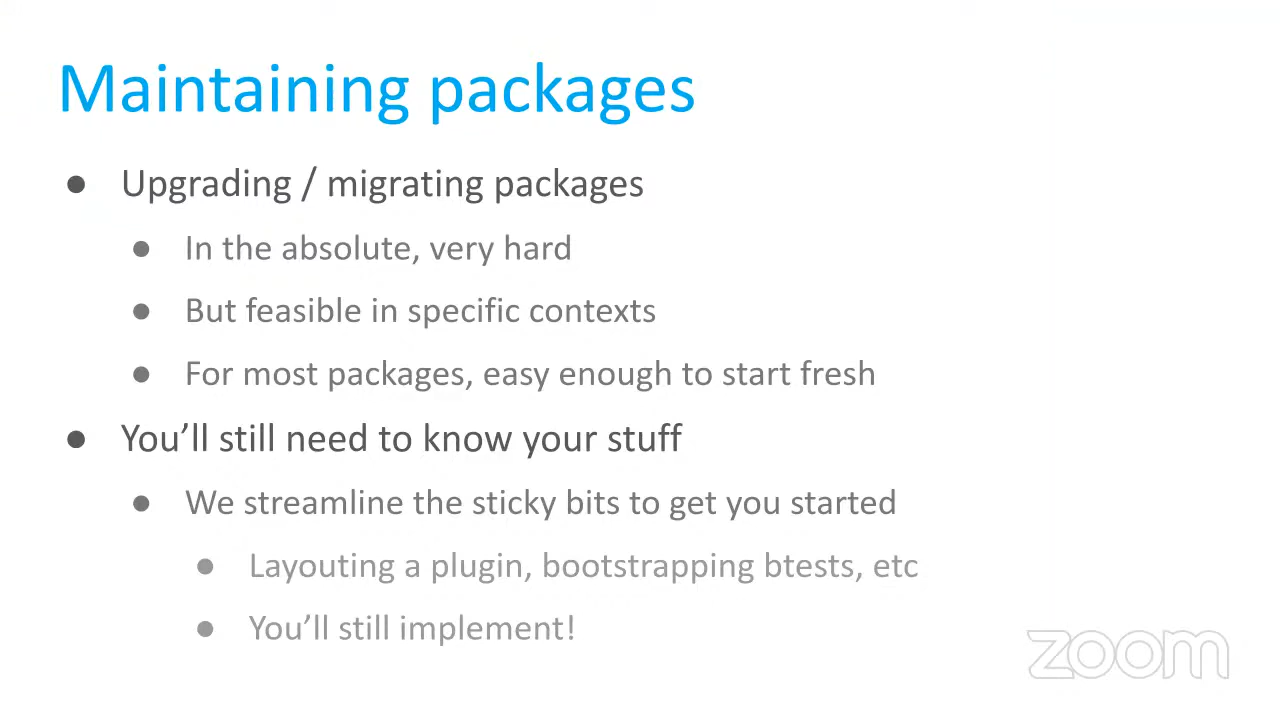 Maintaining packages
● Upgrading / migrating packages
● In the absolute, very hard
● But feasible in specific contexts
● For most packages, easy enough to start fresh
● You’ll still need to know your stuff
● We streamline the sticky bits to get you started
● Layouting a plugin, bootstrapping btests, etc
● You’ll still implement!
zoom